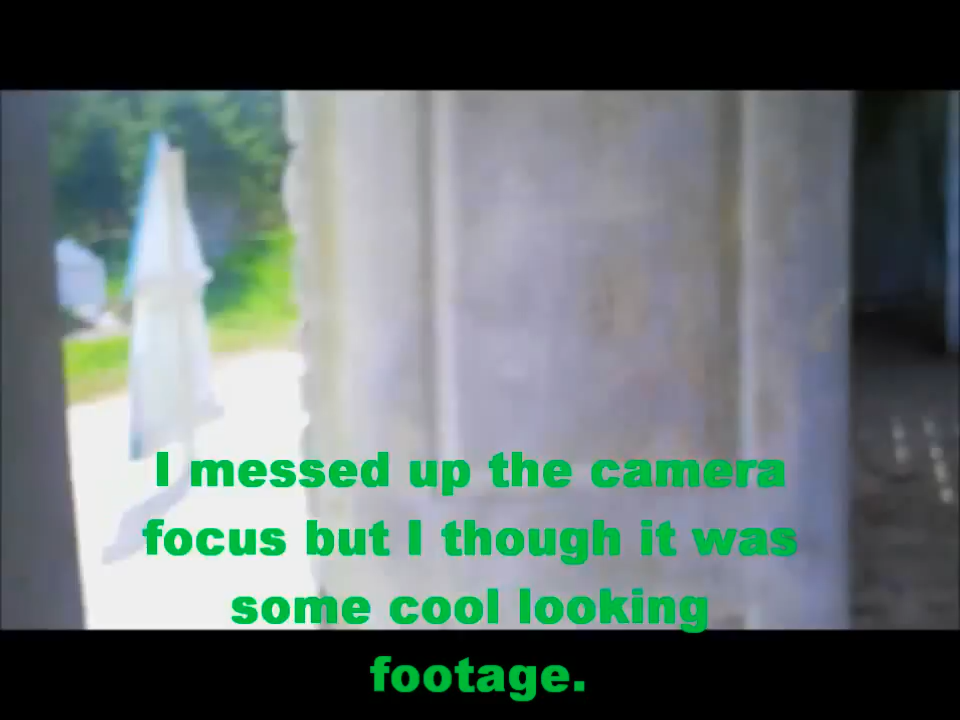 I messed up the camera
focus but I though it was
some cool looking
footage.